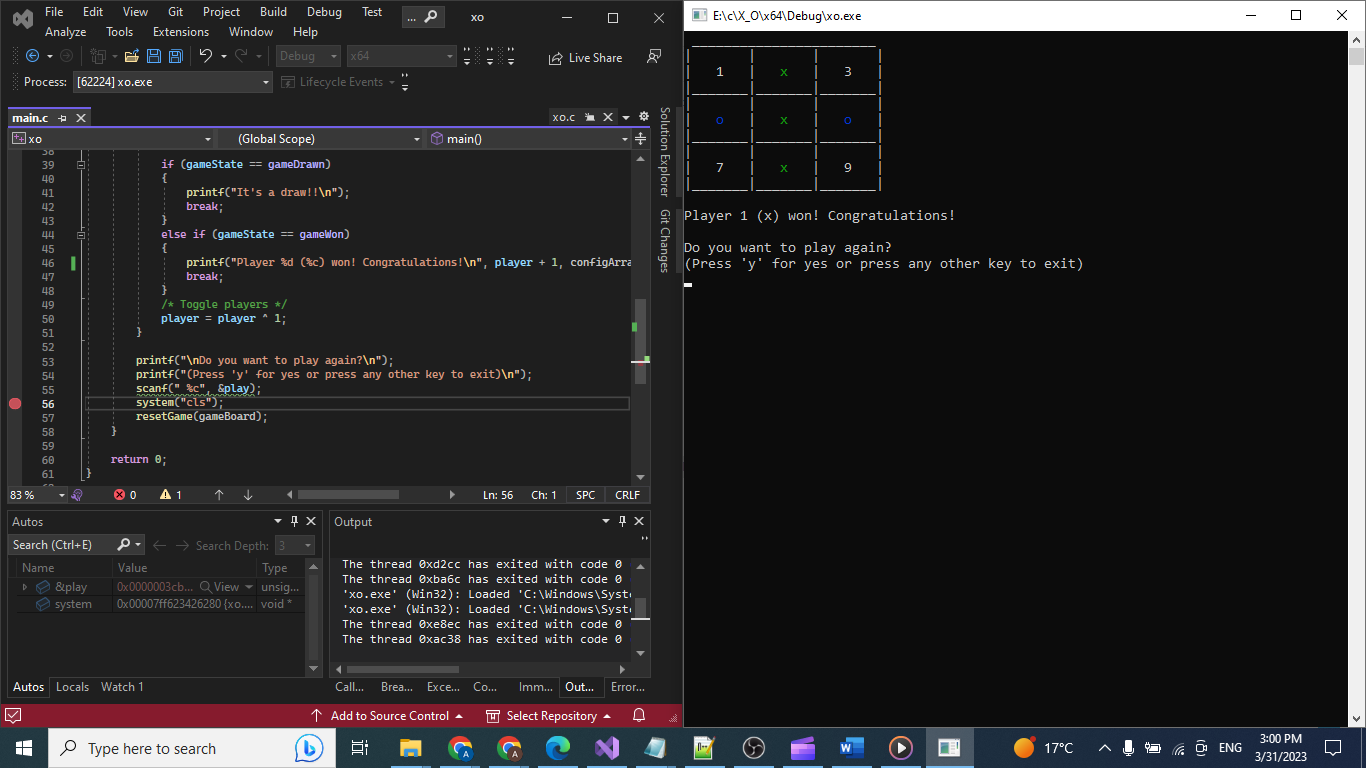 File Edit View Git Project Build Debug Test ... xo
Analyze Tools Extensions Window Help
Debug x64 Live Share
Process: [62224] xo.exe Lifecycle Events
main.c xo.c
xo (Global Scope) main()
38
39 if (gameState == gameDrawn)
40 {
41 printf("It's a draw!!\n");
42 break;
43 }
44 else if (gameState == gameWon)
45 {
46 printf("Player %d (%c) won! Congratulations!\n", player + 1, configArra
47 break;
48 }
49 /* Toggle players */
50 player = player ^ 1;
51 }
52
53 printf("\nDo you want to play again?\n");
54 printf("(Press 'y' for yes or press any other key to exit)\n");
55 scanf(" %c", &play);
56 system("cls");
57 resetGame(gameBoard);
58 }
59
60 return 0;
61 }
Solution Explorer
Git Changes
83 % 0 1 Ln: 56 Ch: 1 SPC CRLF
Autos
Search (Ctrl+E) Search Depth: 3
Name Value Type
&play 0x0000003cb... View unsig...
system 0x00007ff623426280 {xo.... void *
Autos Locals Watch 1
Output
The thread 0xd2cc has exited with code 0
The thread 0xba6c has exited with code 0
'xo.exe' (Win32): Loaded 'C:\Windows\Syst
'xo.exe' (Win32): Loaded 'C:\Windows\Syst
The thread 0xe8ec has exited with code 0
The thread 0xac38 has exited with code 0
Call... Brea... Exce... Co... Imm... Out... Error...
Add to Source Control Select Repository
E:\c\X_O\x64\Debug\xo.exe
1 x 3
o x o
7 x 9
Player 1 (x) won! Congratulations!
Do you want to play again?
(Press 'y' for yes or press any other key to exit)
Type here to search
17°C ENG 3:00 PM
3/31/2023